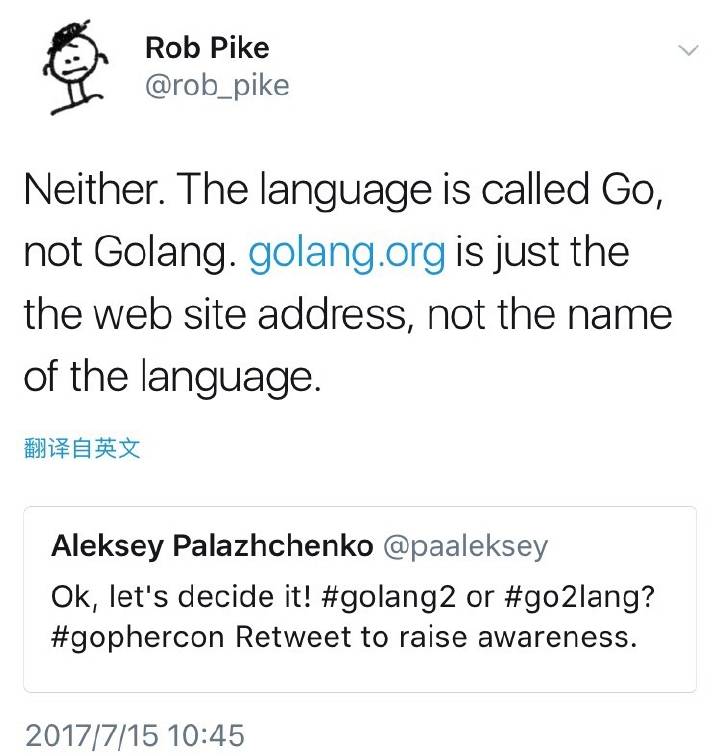 Rob Pike
@rob_pike
Neither. The language is called Go,
not Golang. golang.org is just the
the web site address, not the name
of the language.
翻译自英文
Aleksey Palazhchenko @paaleksey
Ok, let's decide it! #golang2 or #go2lang?
#gophercon Retweet to raise awareness.
2017/7/15 10:45